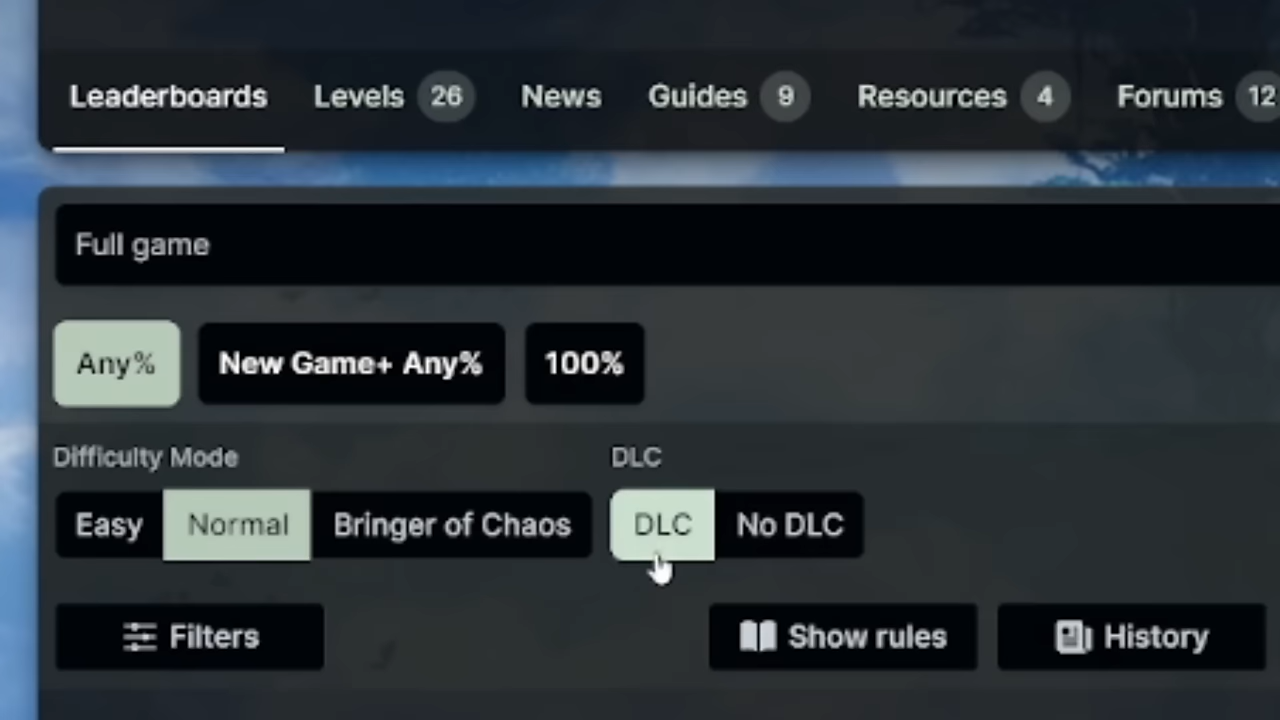 Leaderboards Levels 26 News Guides 9 Resources 4 Forums 12
Full game
Any% New Game+ Any% 100%
Difficulty Mode DLC
Easy Normal Bringer of Chaos DLC No DLC
Filters Show rules History